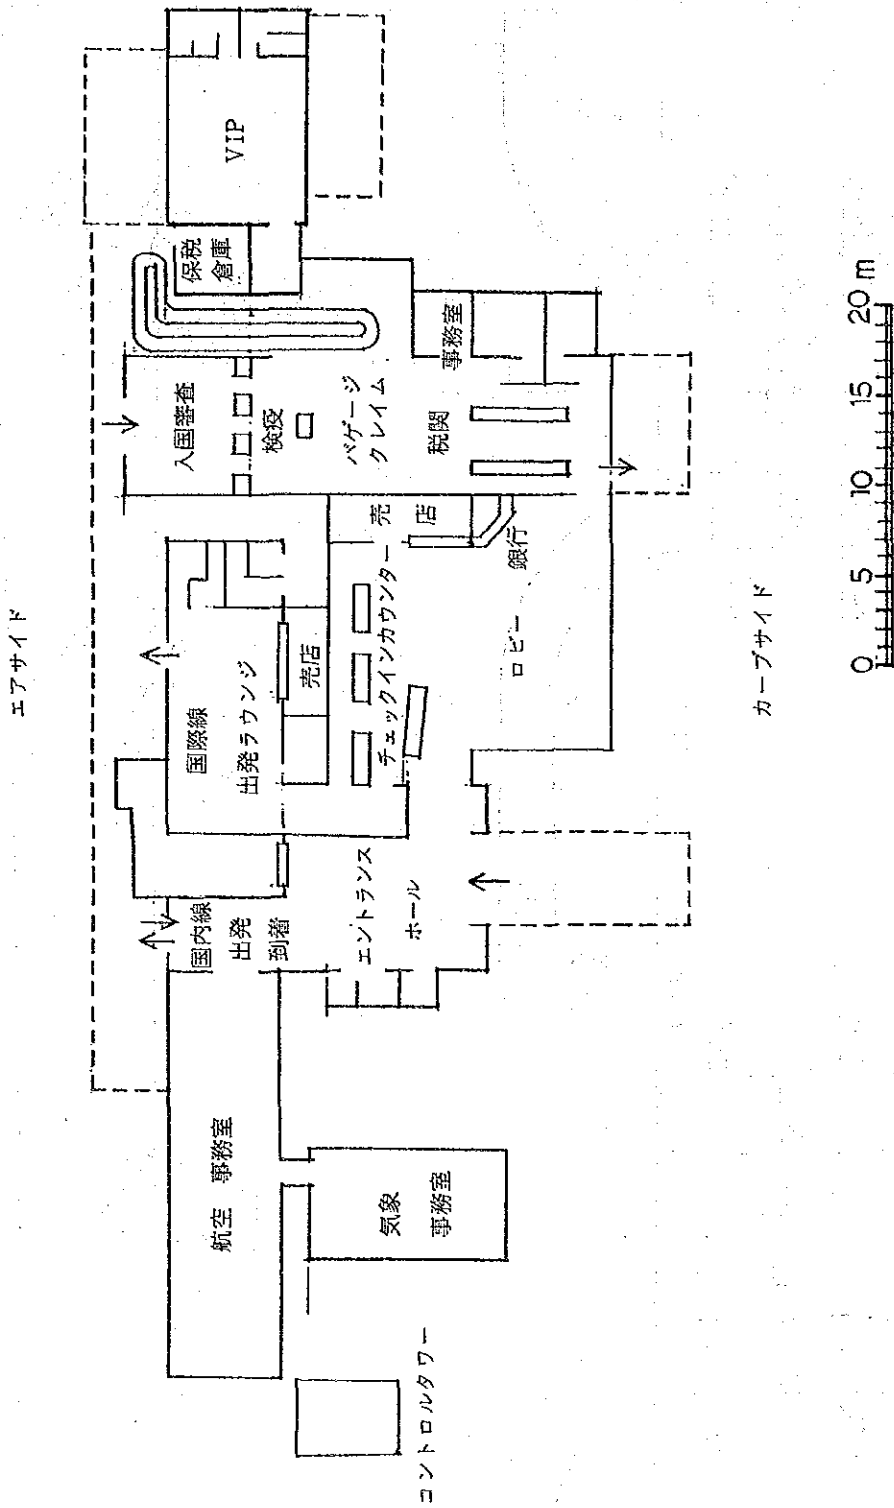 エアサイド
VIP
保税
倉庫
入国審査
検疫
バゲージ
クレイム
税関
事務室
売店
銀行
国際線
出発ラウンジ
売店
チェックインカウンター
ロビー
国内線
出発
到着
エントランス
ホール
航空 事務室
気象
事務室
コントロルタワー
カーブサイド
0 5 10 15 20 m